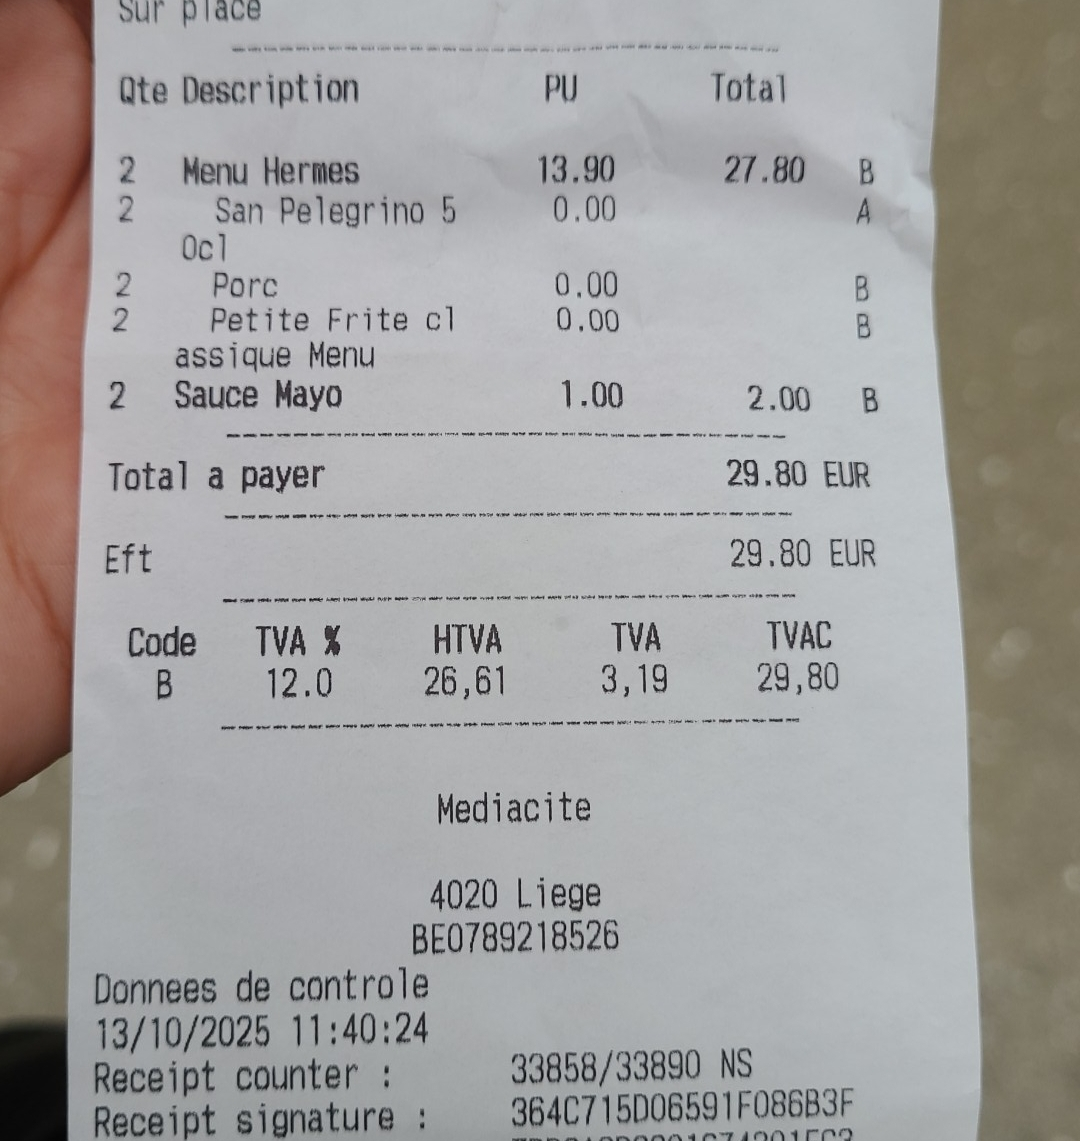 Sur place
Qte Description PU Total
2 Menu Hermes 13.90 27.80 B
2 San Pelegrino 5 0.00 A
0cl
2 Porc 0.00 B
2 Petite Frite cl 0.00 B
assique Menu
2 Sauce Mayo 1.00 2.00 B
Total a payer 29.80 EUR
Eft 29.80 EUR
Code TVA % HTVA TVA TVAC
B 12.0 26,61 3,19 29,80
Mediacite
4020 Liege
BE0789218526
Donnees de controle
13/10/2025 11:40:24
Receipt counter : 33858/33890 NS
Receipt signature : 364C715D06591F086B3F